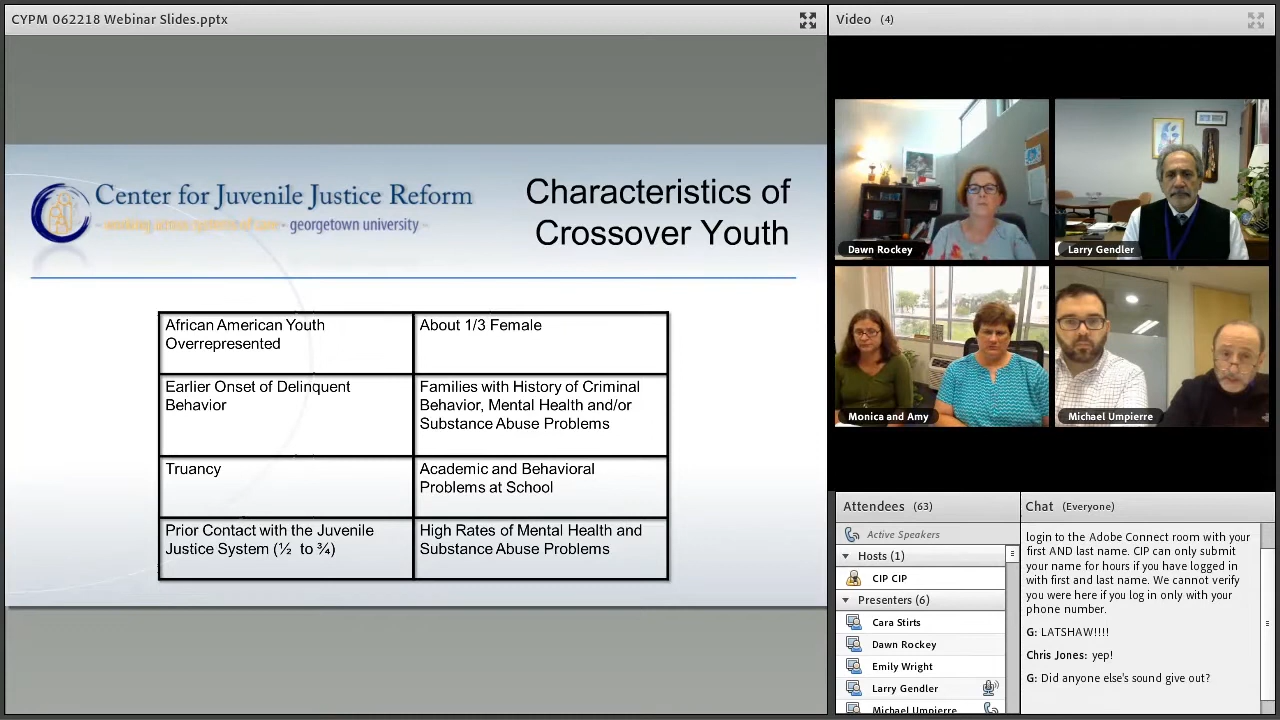 CYPM 062218 Webinar Slides.pptx
Center for Juvenile Justice Reform
- working across systems of care - georgetown university -
Characteristics of
Crossover Youth
African American Youth
Overrepresented
About 1/3 Female
Earlier Onset of Delinquent
Behavior
Families with History of Criminal
Behavior, Mental Health and/or
Substance Abuse Problems
Truancy
Academic and Behavioral
Problems at School
Prior Contact with the Juvenile
Justice System (½ to ¾)
High Rates of Mental Health and
Substance Abuse Problems
Video (4)
Dawn Rockey
Larry Gendler
Monica and Amy
Michael Umpierre
Attendees (63)
Active Speakers
Hosts (1)
CIP CIP
Presenters (6)
Cara Stirts
Dawn Rockey
Emily Wright
Larry Gendler
Michael Umpierre
Chat (Everyone)
login to the Adobe Connect room with your
first AND last name. CIP can only submit
your name for hours if you have logged in
with first and last name. We cannot verify
you were here if you log in only with your
phone number.
G: LATSHAW!!!!
Chris Jones: yep!
G: Did anyone else's sound give out?